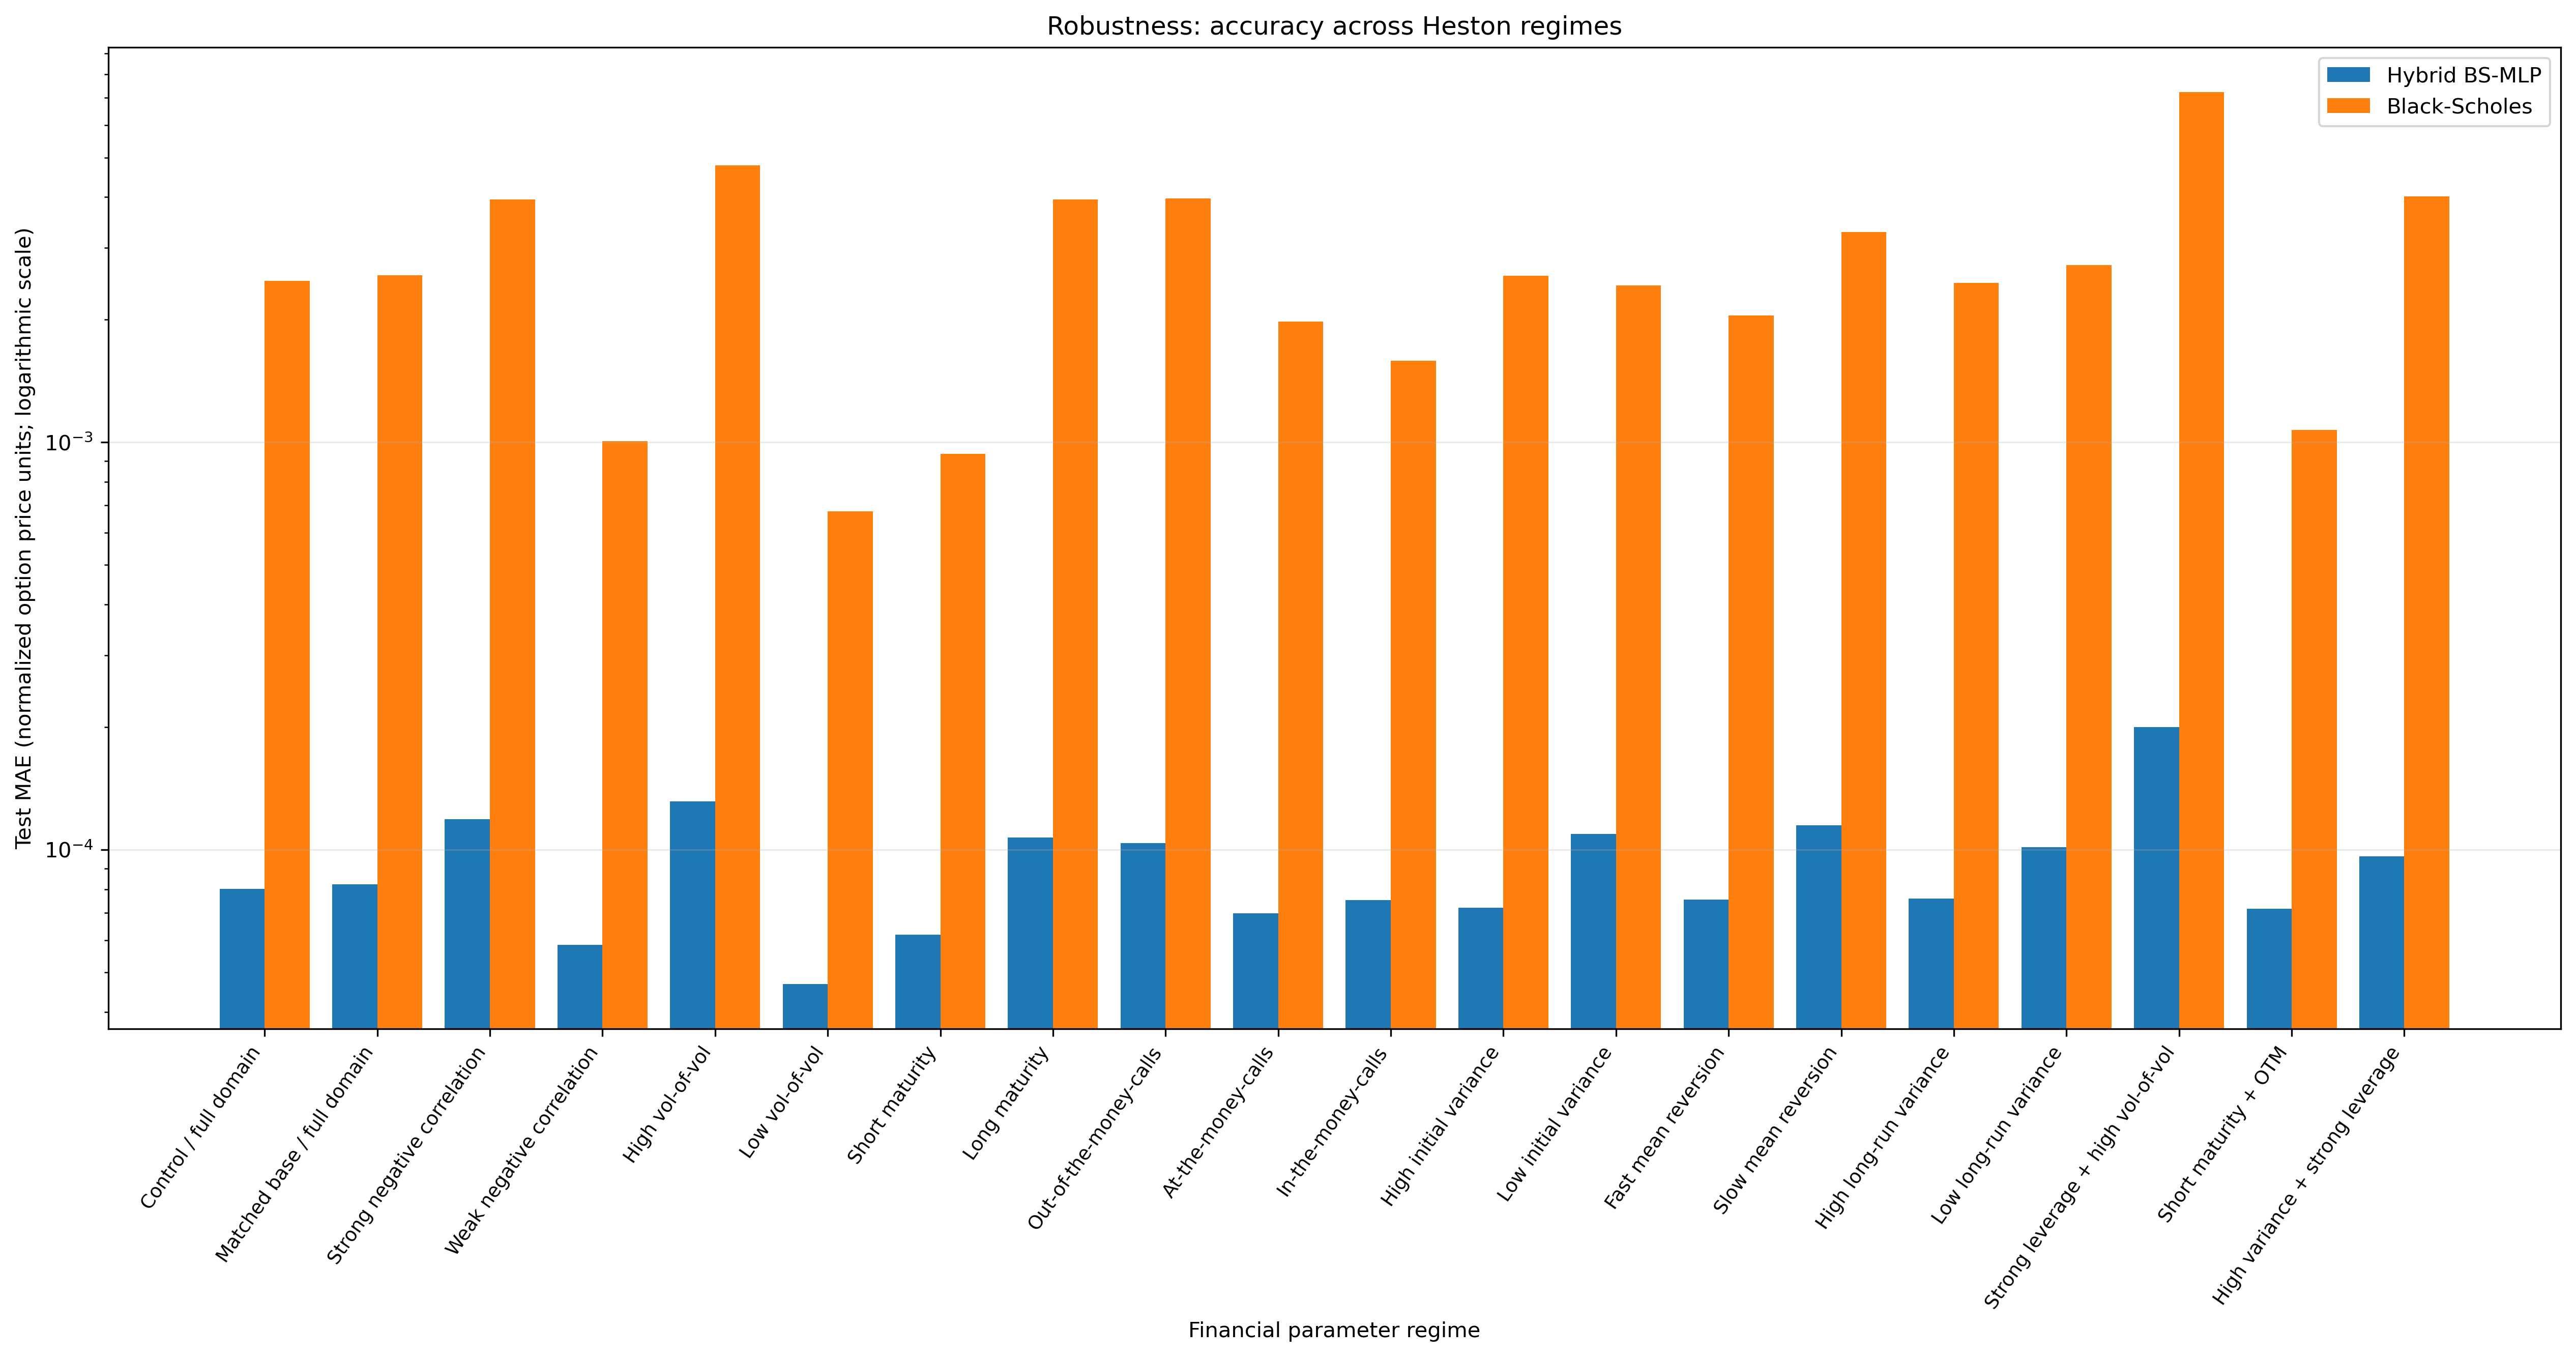 Robustness: accuracy across Heston regimes
Hybrid BS-MLP
Black-Scholes
Test MAE (normalized option price units; logarithmic scale)
10⁻³
10⁻⁴
Control / full domain
Matched base / full domain
Strong negative correlation
Weak negative correlation
High vol-of-vol
Low vol-of-vol
Short maturity
Long maturity
Out-of-the-money-calls
At-the-money-calls
In-the-money-calls
High initial variance
Low initial variance
Fast mean reversion
Slow mean reversion
High long-run variance
Low long-run variance
Strong leverage + high vol-of-vol
Short maturity + OTM
High variance + strong leverage
Financial parameter regime